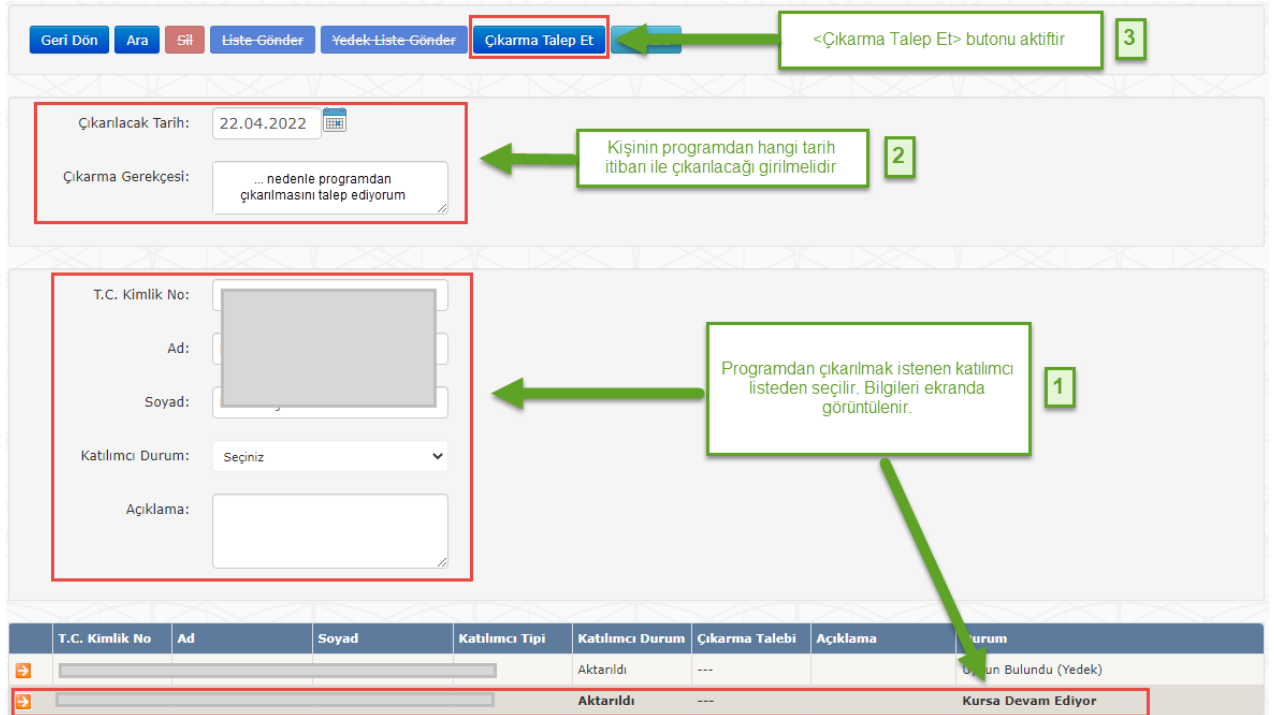 Geri Dön Ara Sil Liste Gönder Yedek Liste Gönder Çıkarma Talep Et
<Çıkarma Talep Et> butonu aktiftir
3
Çıkarılacak Tarih: 22.04.2022
Çıkarma Gerekçesi: ... nedenle programdan
çıkarılmasını talep ediyorum
Kişinin programdan hangi tarih
itibarı ile çıkarılacağı girilmelidir
2
T.C. Kimlik No:
Ad:
Soyad:
Katılımcı Durum: Seçiniz
Açıklama:
Programdan çıkarılmak istenen katılımcı
listeden seçilir. Bilgileri ekranda
görüntülenir.
1
T.C. Kimlik No Ad Soyad Katılımcı Tipi Katılımcı Durum Çıkarma Talebi Açıklama Durum
Aktarıldı --- Uygun Bulundu (Yedek)
Aktarıldı --- Kursa Devam Ediyor